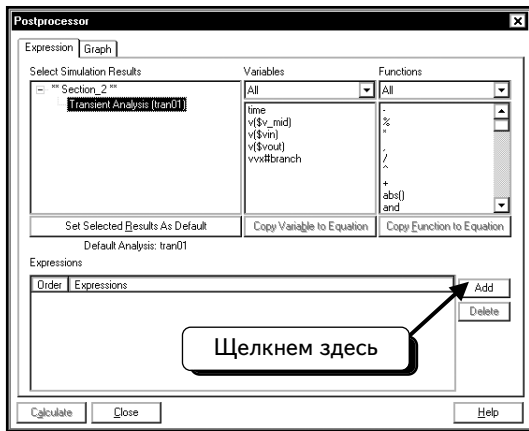 Postprocessor
Expression Graph
Select Simulation Results Variables Functions
** Section_2 ** All All
Transient Analysis (tran01)
time
v($v_mid)
v($vin)
v($vout)
vvx#branch
-
%
*
,
/
^
+
abs()
and
Set Selected Results As Default Copy Variable to Equation Copy Function to Equation
Default Analysis: tran01
Expressions
Order Expressions
Add
Delete
Щелкнем здесь
Calculate Close Help